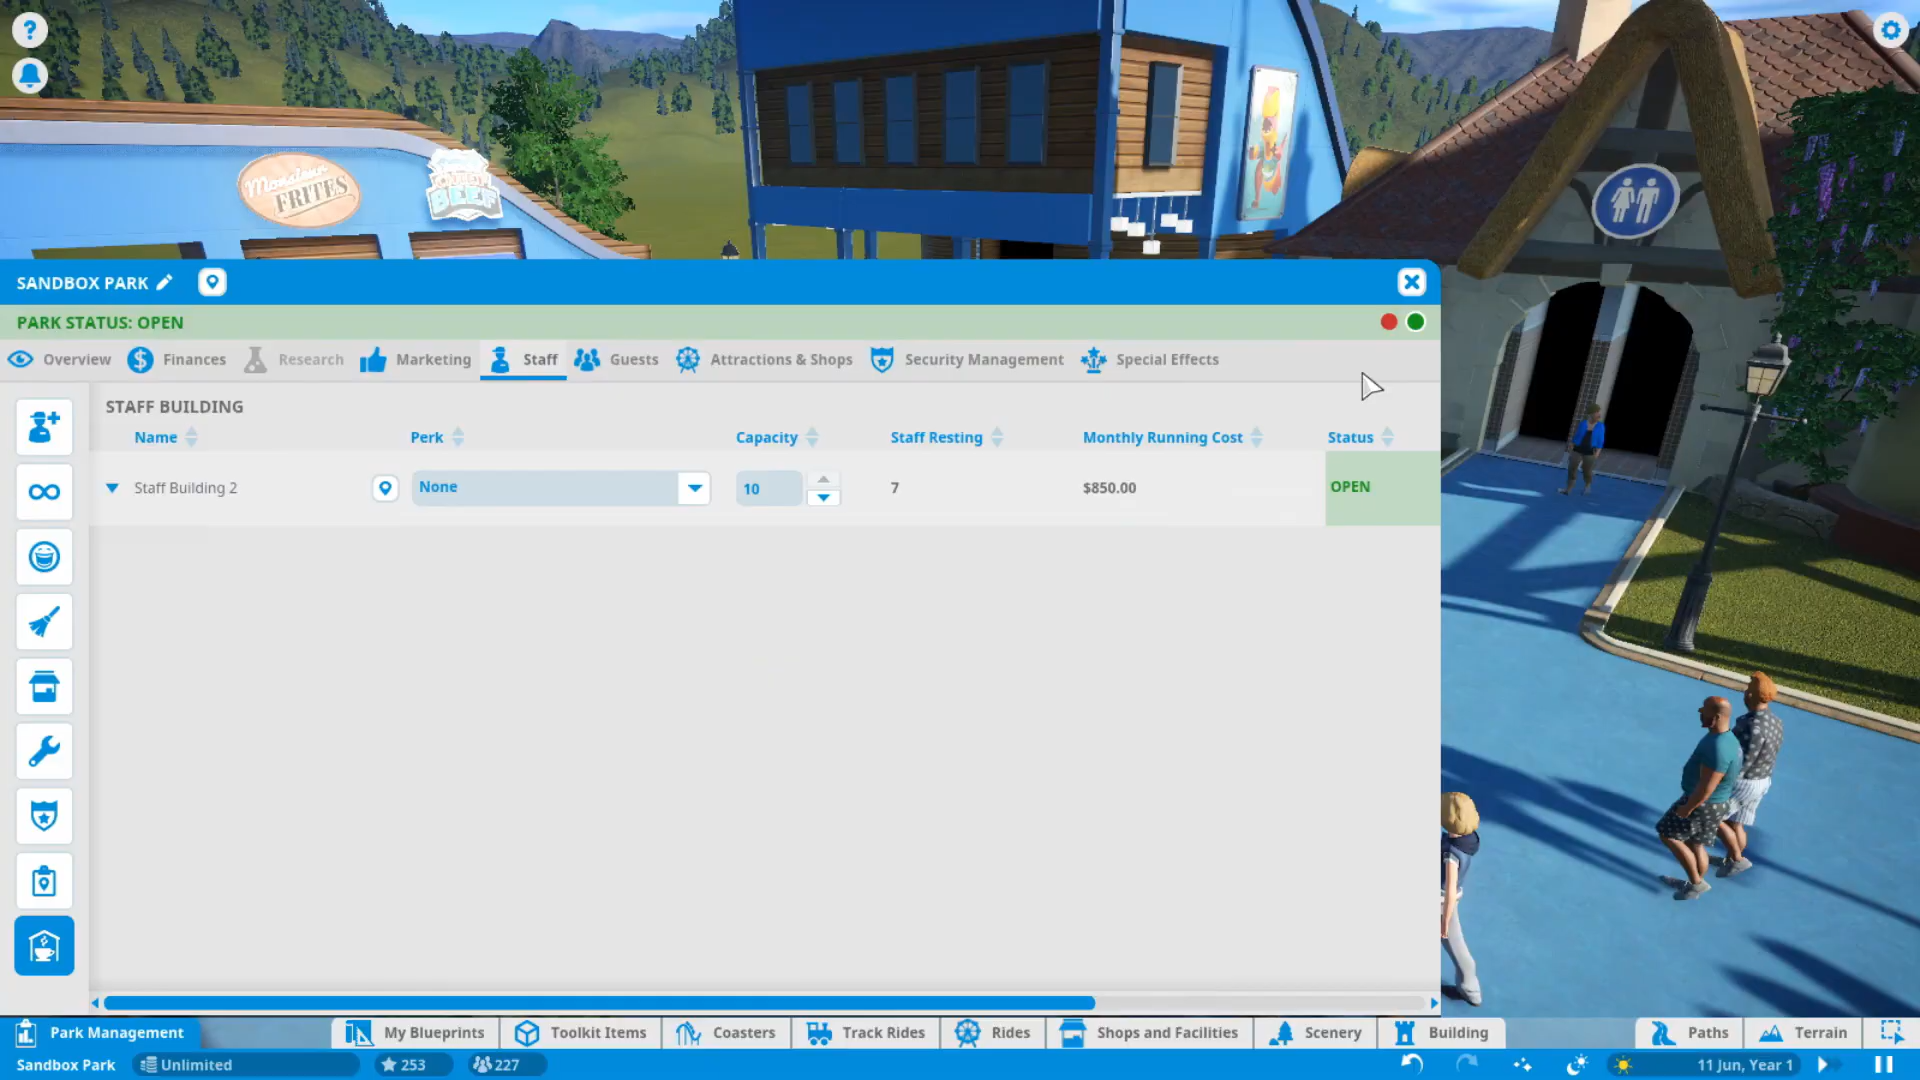 ?
Monsieur
FRITES
BEEF
SANDBOX PARK
PARK STATUS: OPEN
Overview
Finances
Research
Marketing
Staff
Guests
Attractions & Shops
Security Management
Special Effects
STAFF BUILDING
Name
Perk
Capacity
Staff Resting
Monthly Running Cost
Status
Staff Building 2
None
10
7
$850.00
OPEN
Park Management
My Blueprints
Toolkit Items
Coasters
Track Rides
Rides
Shops and Facilities
Scenery
Building
Paths
Terrain
Sandbox Park
Unlimited
253
227
11 Jun, Year 1